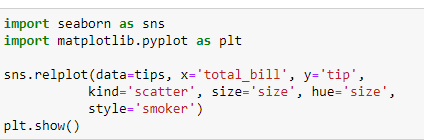 import seaborn as sns
import matplotlib.pyplot as plt

sns.relplot(data=tips, x='total_bill', y='tip',
            kind='scatter', size='size', hue='size',
            style='smoker')
plt.show()